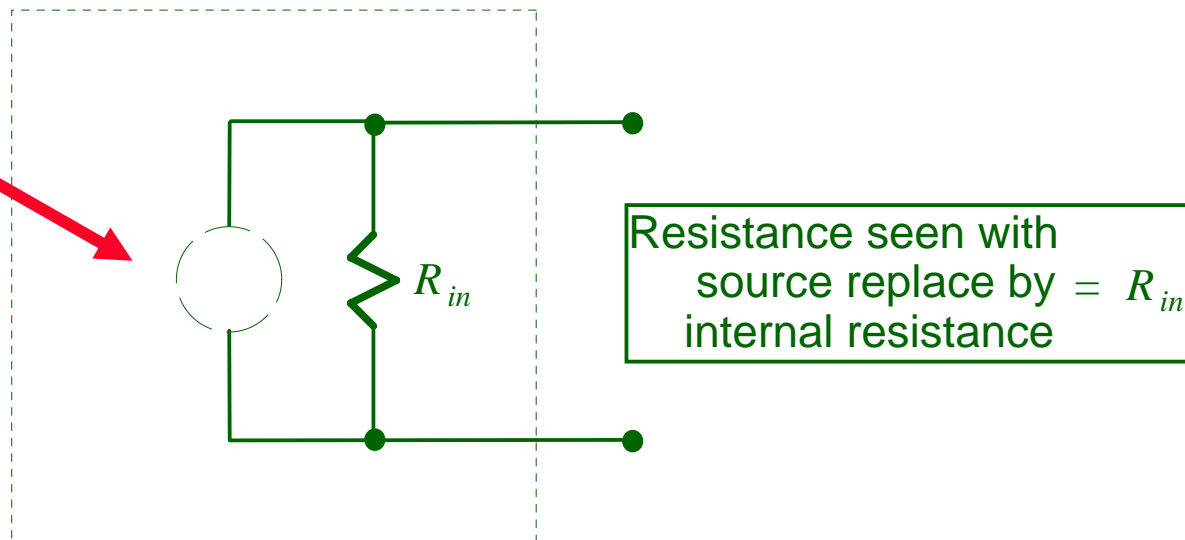 R in
Resistance seen with
source replace by = R in
internal resistance